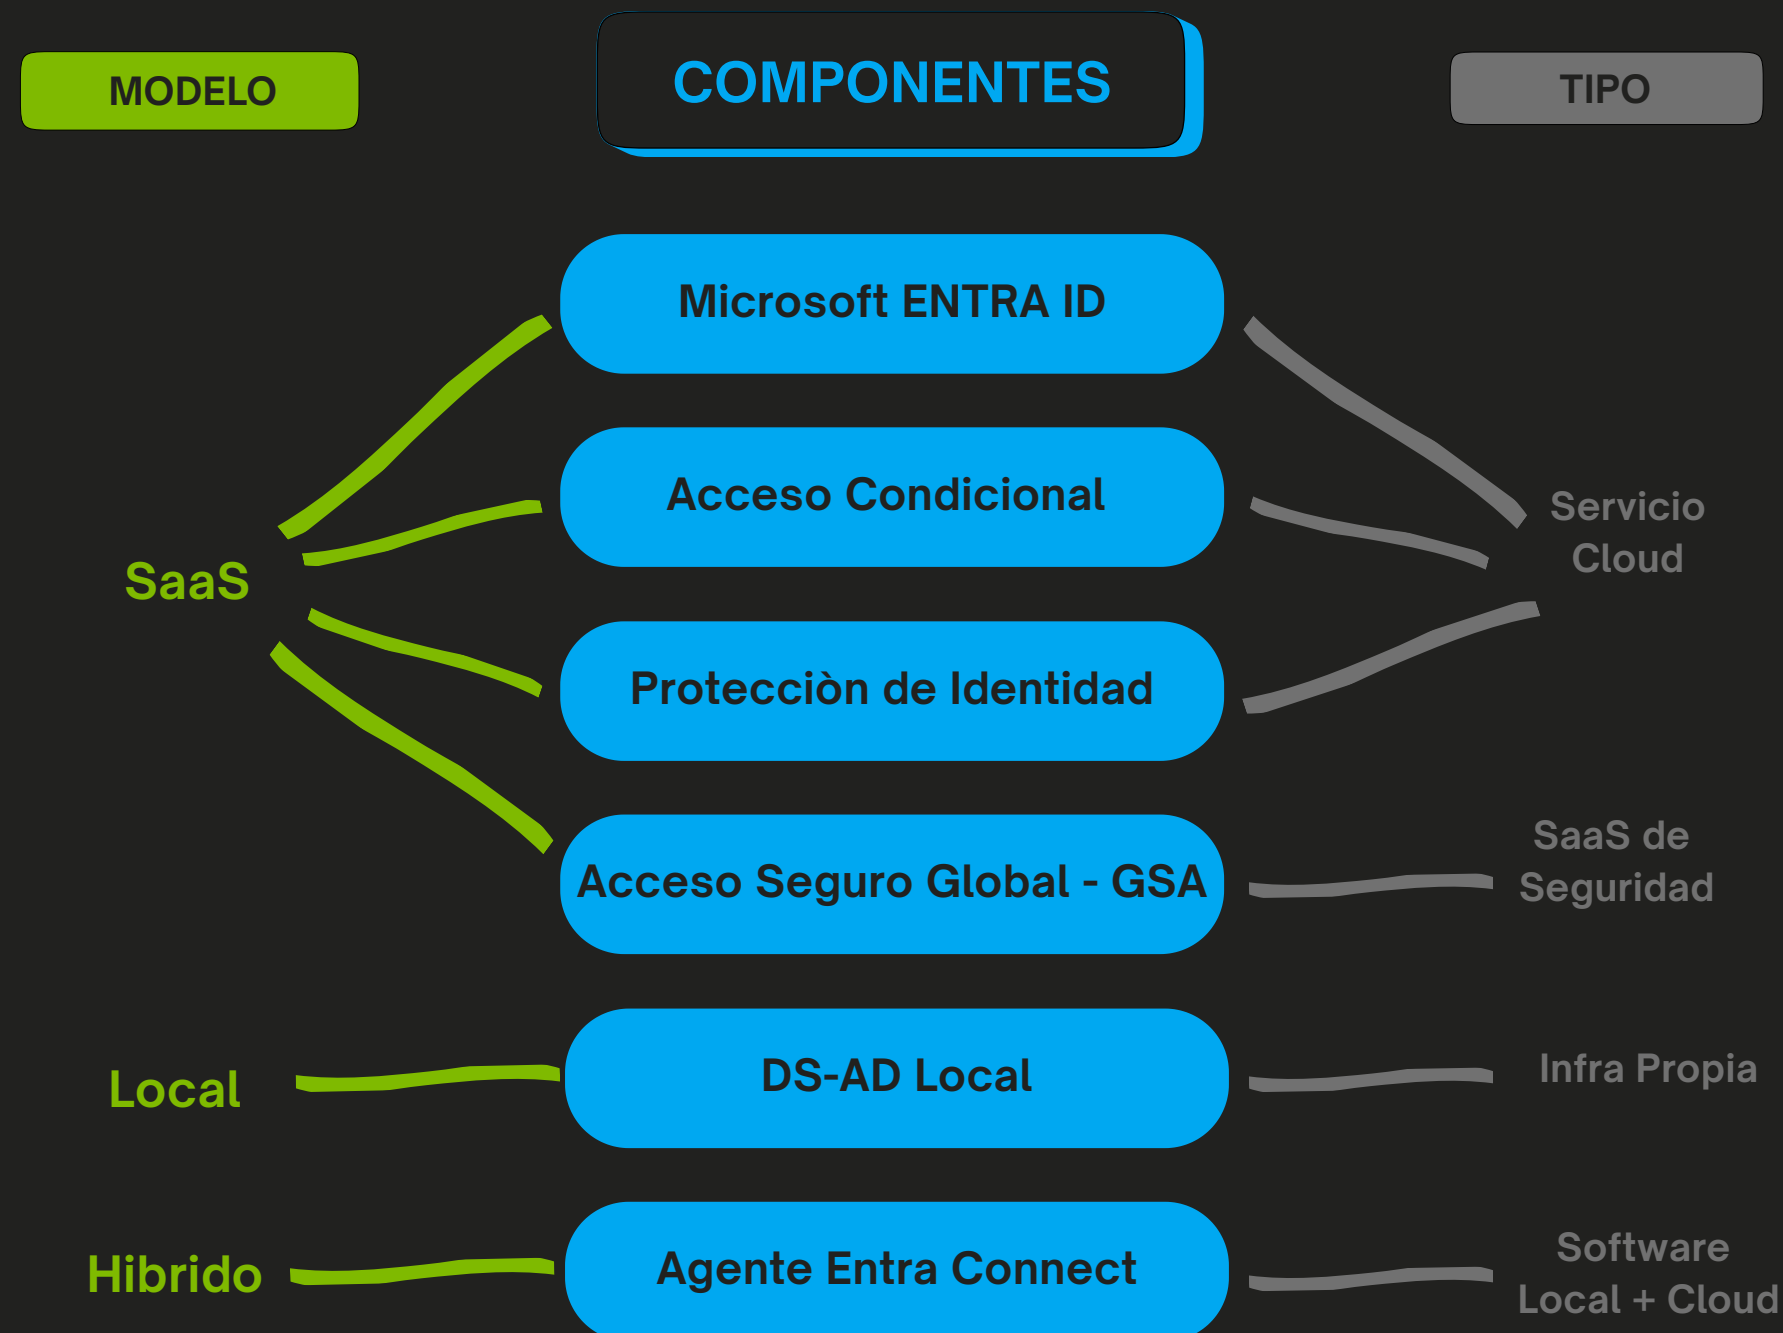 MODELO
COMPONENTES
TIPO
Microsoft ENTRA ID
Acceso Condicional
Servicio
Cloud
SaaS
Protecciòn de Identidad
Acceso Seguro Global - GSA
SaaS de
Seguridad
Local
DS-AD Local
Infra Propia
Hibrido
Agente Entra Connect
Software
Local + Cloud